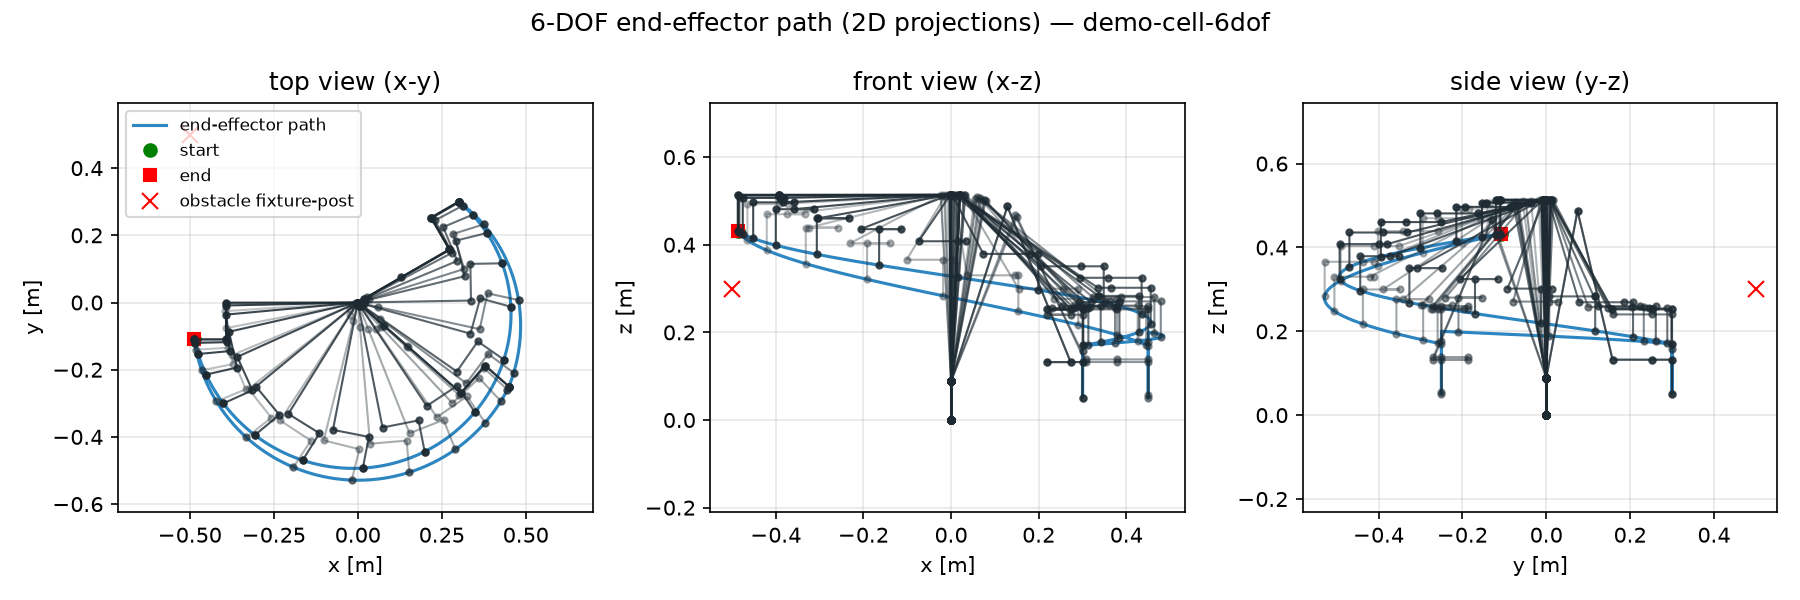 6-DOF end-effector path (2D projections) — demo-cell-6dof
top view (x-y)
end-effector path
start
end
obstacle fixture-post
0.4
0.2
0.0
−0.2
−0.4
−0.6
y [m]
−0.50 −0.25 0.00 0.25 0.50
x [m]
front view (x-z)
0.6
0.4
0.2
0.0
−0.2
z [m]
−0.4 −0.2 0.0 0.2 0.4
x [m]
side view (y-z)
0.6
0.4
0.2
0.0
−0.2
z [m]
−0.4 −0.2 0.0 0.2 0.4
y [m]